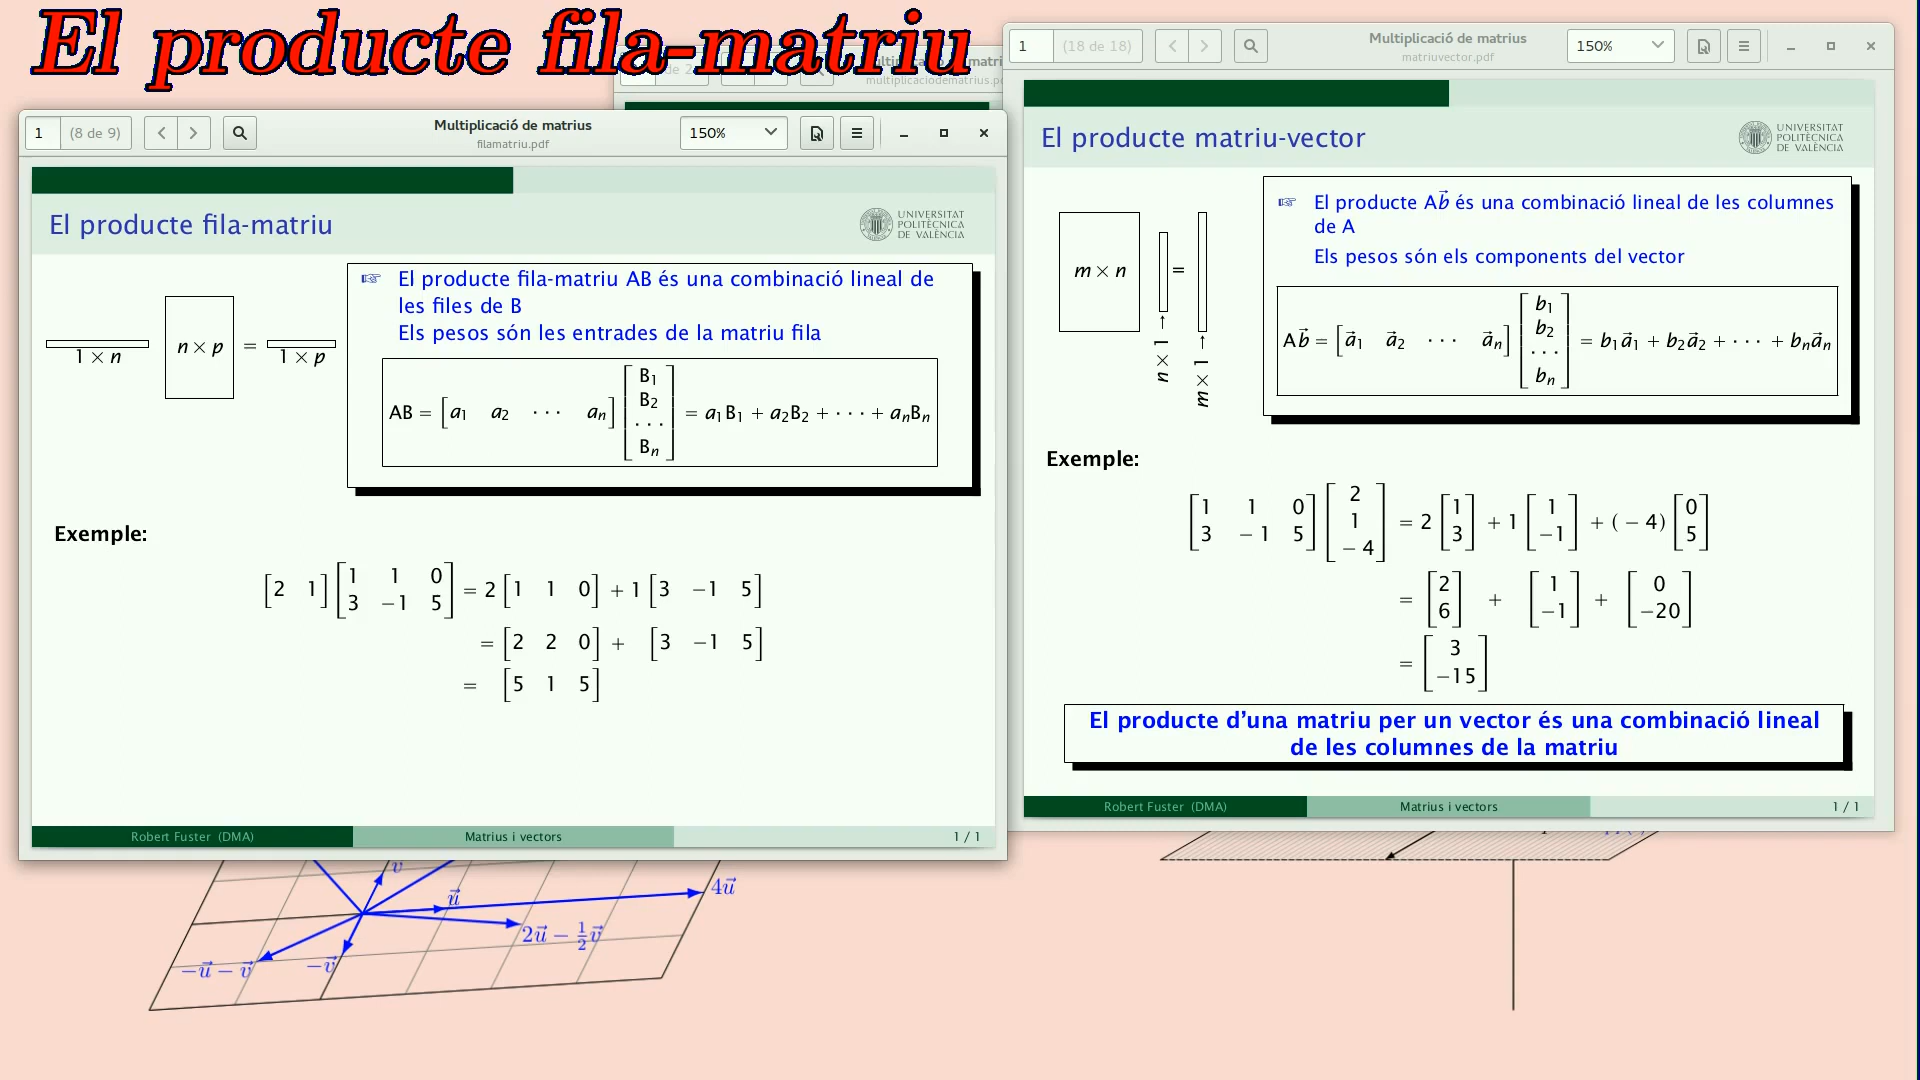 El producte fila-matriu
1 (8 de 9) Multiplicació de matrius 150%
filamatriu.pdf
El producte fila-matriu
UNIVERSITAT
POLITÈCNICA
DE VALÈNCIA
1 × n n × p = 1 × p
☞ El producte fila-matriu AB és una combinació lineal de
les files de B
Els pesos són les entrades de la matriu fila
AB = [a₁ a₂ ··· aₙ] [B₁ B₂ ... Bₙ] = a₁B₁ + a₂B₂ + ··· + aₙBₙ
Exemple:
[2 1] [1 1 0; 3 −1 5] = 2 [1 1 0] + 1 [3 −1 5]
= [2 2 0] + [3 −1 5]
= [5 1 5]
Robert Fuster (DMA) Matrius i vectors 1 / 1
1 (18 de 18) Multiplicació de matrius 150%
matriuvector.pdf
El producte matriu-vector
UNIVERSITAT
POLITÈCNICA
DE VALÈNCIA
m × n n × 1 → = m × 1 →
☞ El producte Ab⃗ és una combinació lineal de les columnes
de A
Els pesos són els components del vector
Ab⃗ = [a⃗₁ a⃗₂ ··· a⃗ₙ] [b₁ b₂ ... bₙ] = b₁a⃗₁ + b₂a⃗₂ + ··· + bₙa⃗ₙ
Exemple:
[1 1 0; 3 −1 5] [2; 1; −4] = 2 [1; 3] + 1 [1; −1] + (−4) [0; 5]
= [2; 6] + [1; −1] + [0; −20]
= [3; −15]
El producte d'una matriu per un vector és una combinació lineal
de les columnes de la matriu
Robert Fuster (DMA) Matrius i vectors 1 / 1
v⃗
u⃗
4u⃗
2u⃗ − ½v⃗
−u⃗ − v⃗
−v⃗